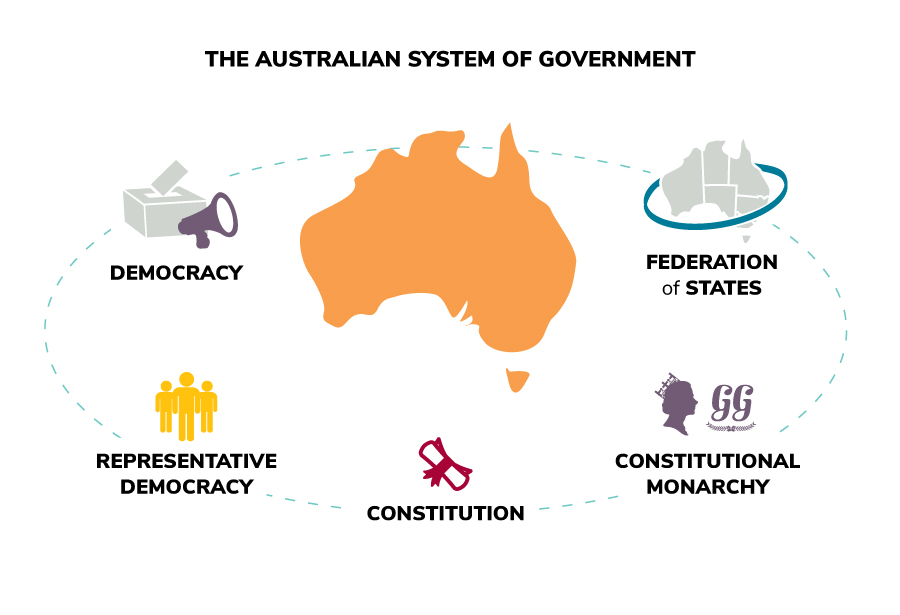 THE AUSTRALIAN SYSTEM OF GOVERNMENT
DEMOCRACY
FEDERATION
of STATES
REPRESENTATIVE
DEMOCRACY
GG
CONSTITUTIONAL
MONARCHY
CONSTITUTION